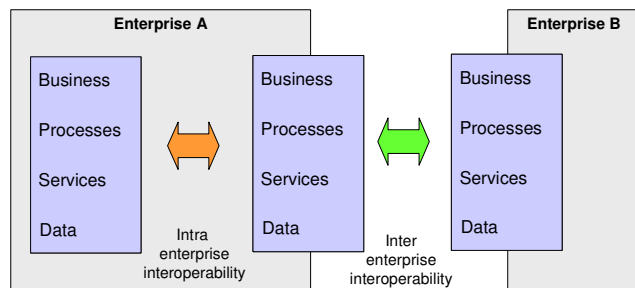 Enterprise A
Enterprise B
Business
Processes
Services
Data
Intra
enterprise
interoperability
Business
Processes
Services
Data
Inter
enterprise
interoperability
Business
Processes
Services
Data